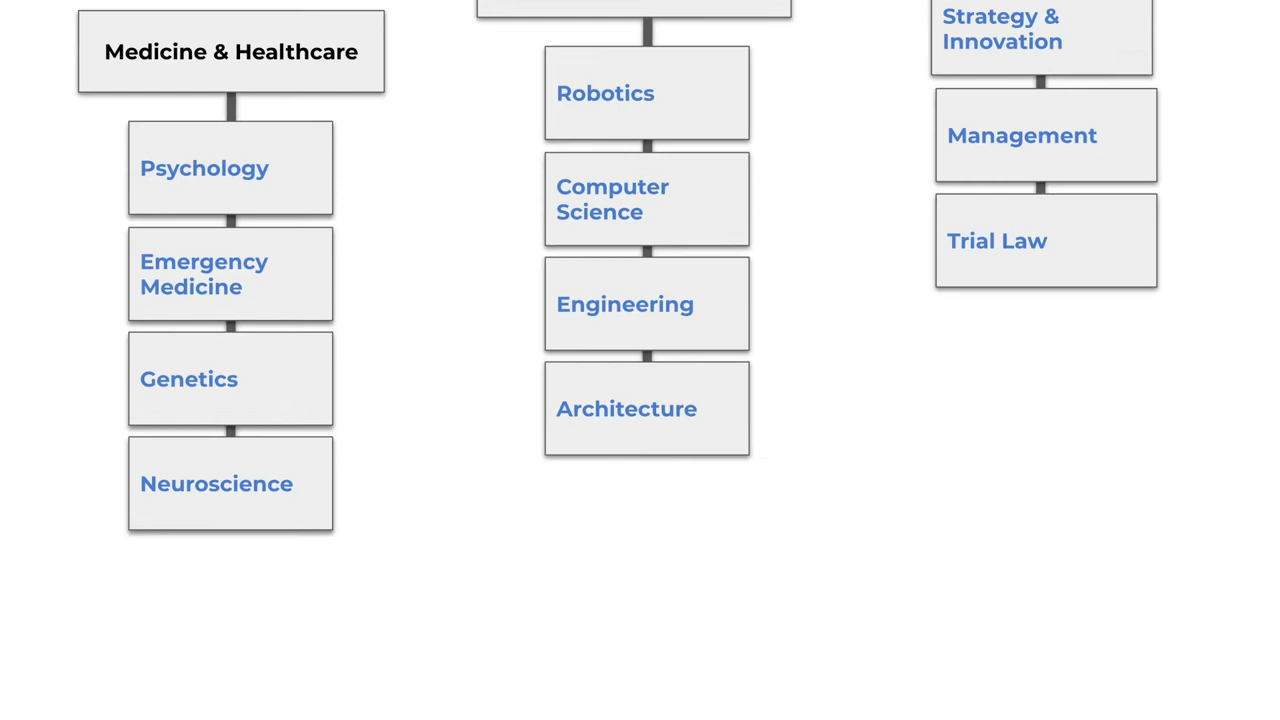 Medicine & Healthcare
Psychology
Emergency
Medicine
Genetics
Neuroscience
Robotics
Computer
Science
Engineering
Architecture
Strategy &
Innovation
Management
Trial Law